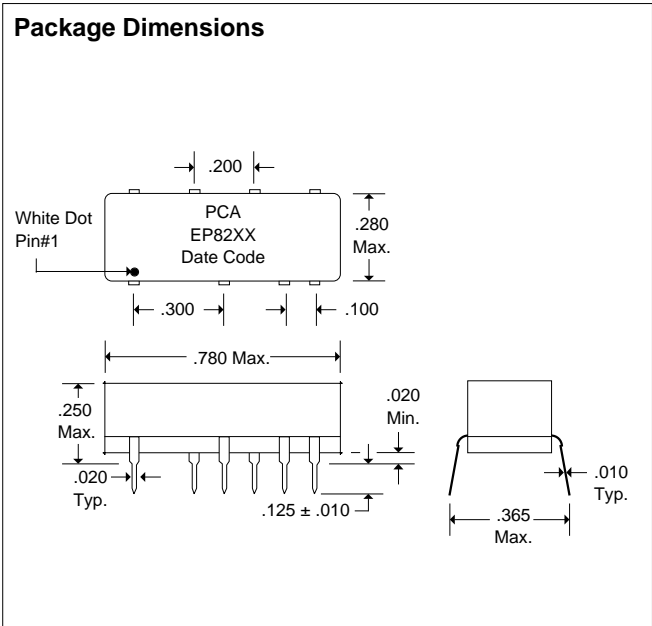 Package Dimensions
.200
White Dot
Pin#1
PCA
EP82XX
Date Code
.280
Max.
.300
.100
.780 Max.
.250
Max.
.020
Min.
.020
Typ.
.125 ± .010
.010
Typ.
.365
Max.